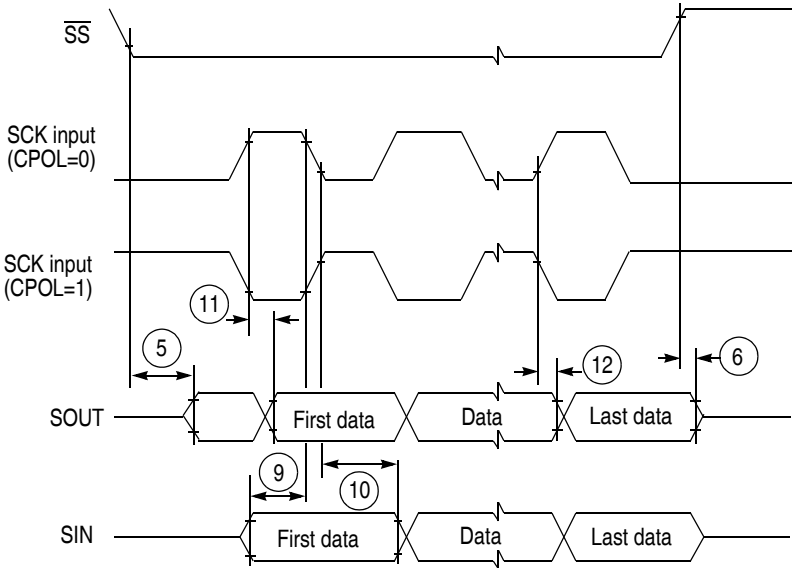 SS
SCK input
(CPOL=0)
SCK input
(CPOL=1)
11
5
12
6
SOUT
First data
Data
Last data
9
10
SIN
First data
Data
Last data